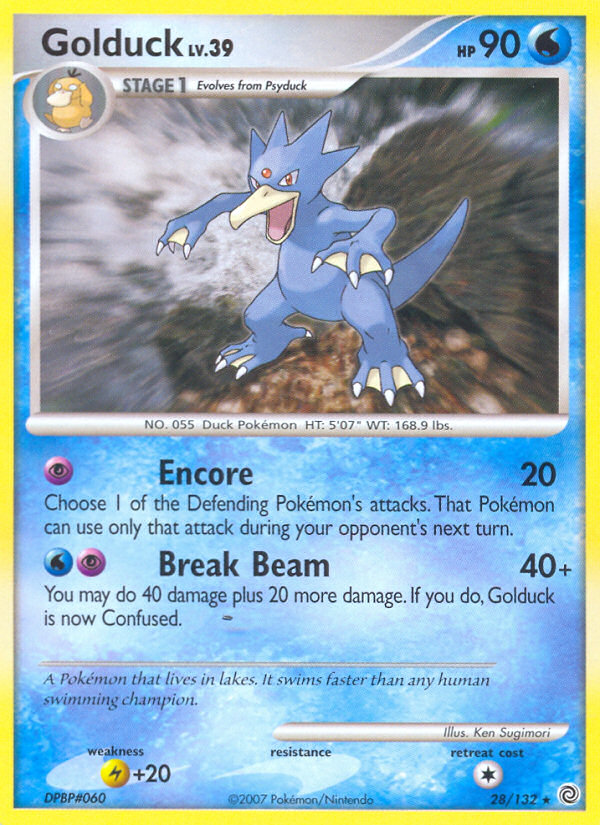 Golduck LV.39
HP 90
STAGE 1 Evolves from Psyduck
NO. 055 Duck Pokémon HT: 5'07" WT: 168.9 lbs.
Encore 20
Choose 1 of the Defending Pokémon's attacks. That Pokémon
can use only that attack during your opponent's next turn.
Break Beam 40+
You may do 40 damage plus 20 more damage. If you do, Golduck
is now Confused.
A Pokémon that lives in lakes. It swims faster than any human
swimming champion.
Illus. Ken Sugimori
weakness resistance retreat cost
+20
DPBP#060 ©2007 Pokémon/Nintendo 28/132 ★